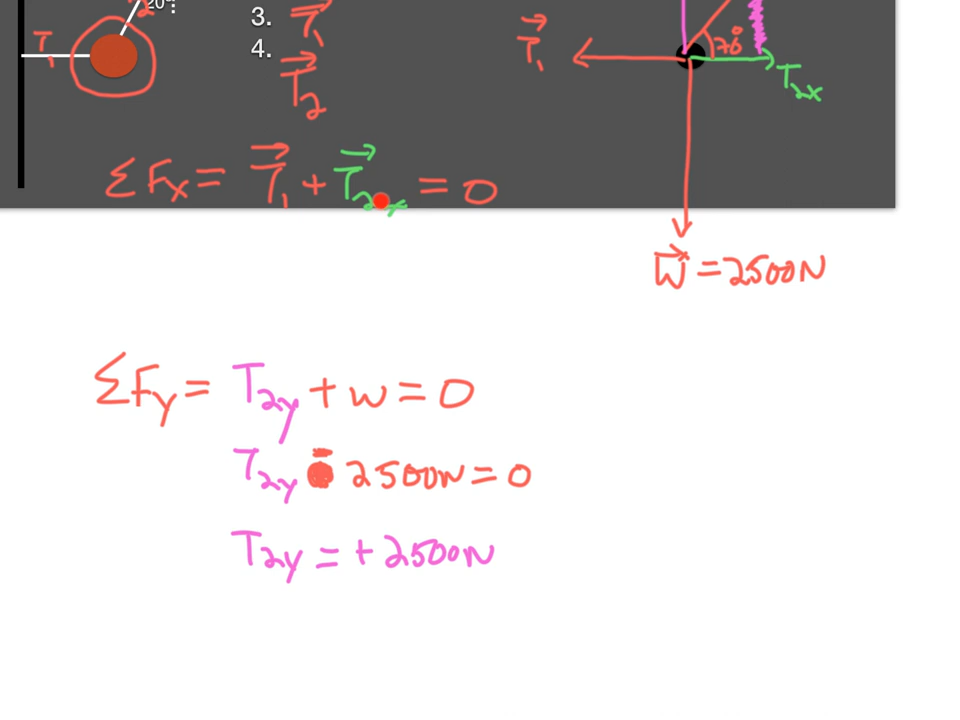 20°
2
T₁
3. T₁
4.
T₂
T₁
70°
T₂ₓ
ΣFₓ = T₁ + T₂ₓ = 0
W = 2500N
ΣFy = T₂y + w = 0
T₂y - 2500N = 0
T₂y = + 2500N